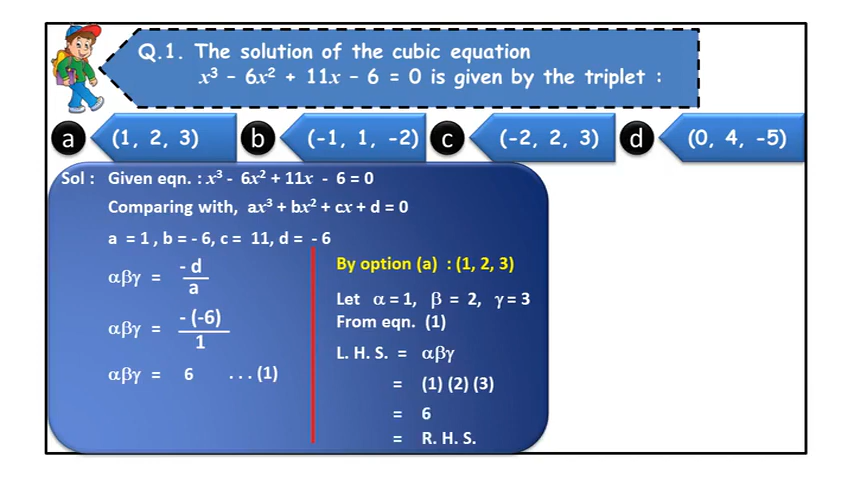 Q.1. The solution of the cubic equation
x³ - 6x² + 11x - 6 = 0 is given by the triplet :
a (1, 2, 3) b (-1, 1, -2) c (-2, 2, 3) d (0, 4, -5)
Sol : Given eqn. : x³ - 6x² + 11x - 6 = 0
Comparing with, ax³ + bx² + cx + d = 0
a = 1 , b = - 6, c = 11, d = - 6
αβγ = - d / a
αβγ = - (-6) / 1
αβγ = 6 . . . (1)
By option (a) : (1, 2, 3)
Let α = 1, β = 2, γ = 3
From eqn. (1)
L. H. S. = αβγ
= (1) (2) (3)
= 6
= R. H. S.